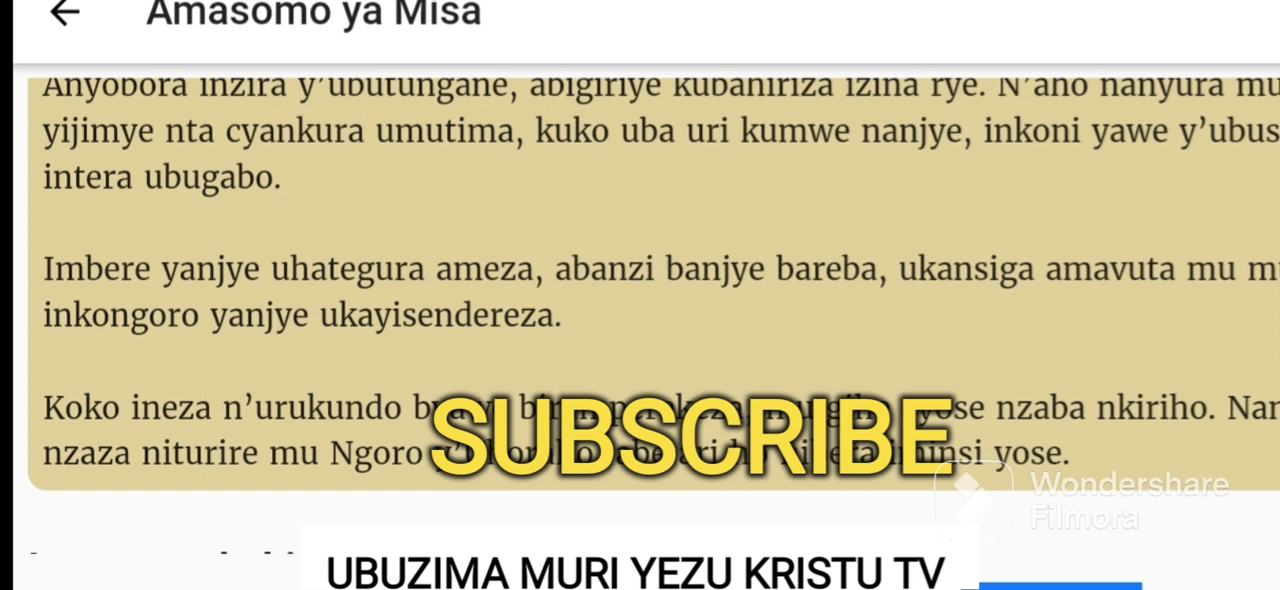 Amasomo ya Misa
Anyobora inzira y’ubutungane, abigiriye kubahiriza izina rye. N’aho nanyura mu
yijimye nta cyankura umutima, kuko uba uri kumwe nanjye, inkoni yawe y’ubus
intera ubugabo.
Imbere yanjye uhategura ameza, abanzi banjye bareba, ukansiga amavuta mu m
inkongoro yanjye ukayisendereza.
Koko ineza n’urukundo nzaba nkiriho. Nan
nzaza niturire mu Ngoro iminsi yose.
SUBSCRIBE
Wondershare
Filmora
UBUZIMA MURI YEZU KRISTU TV